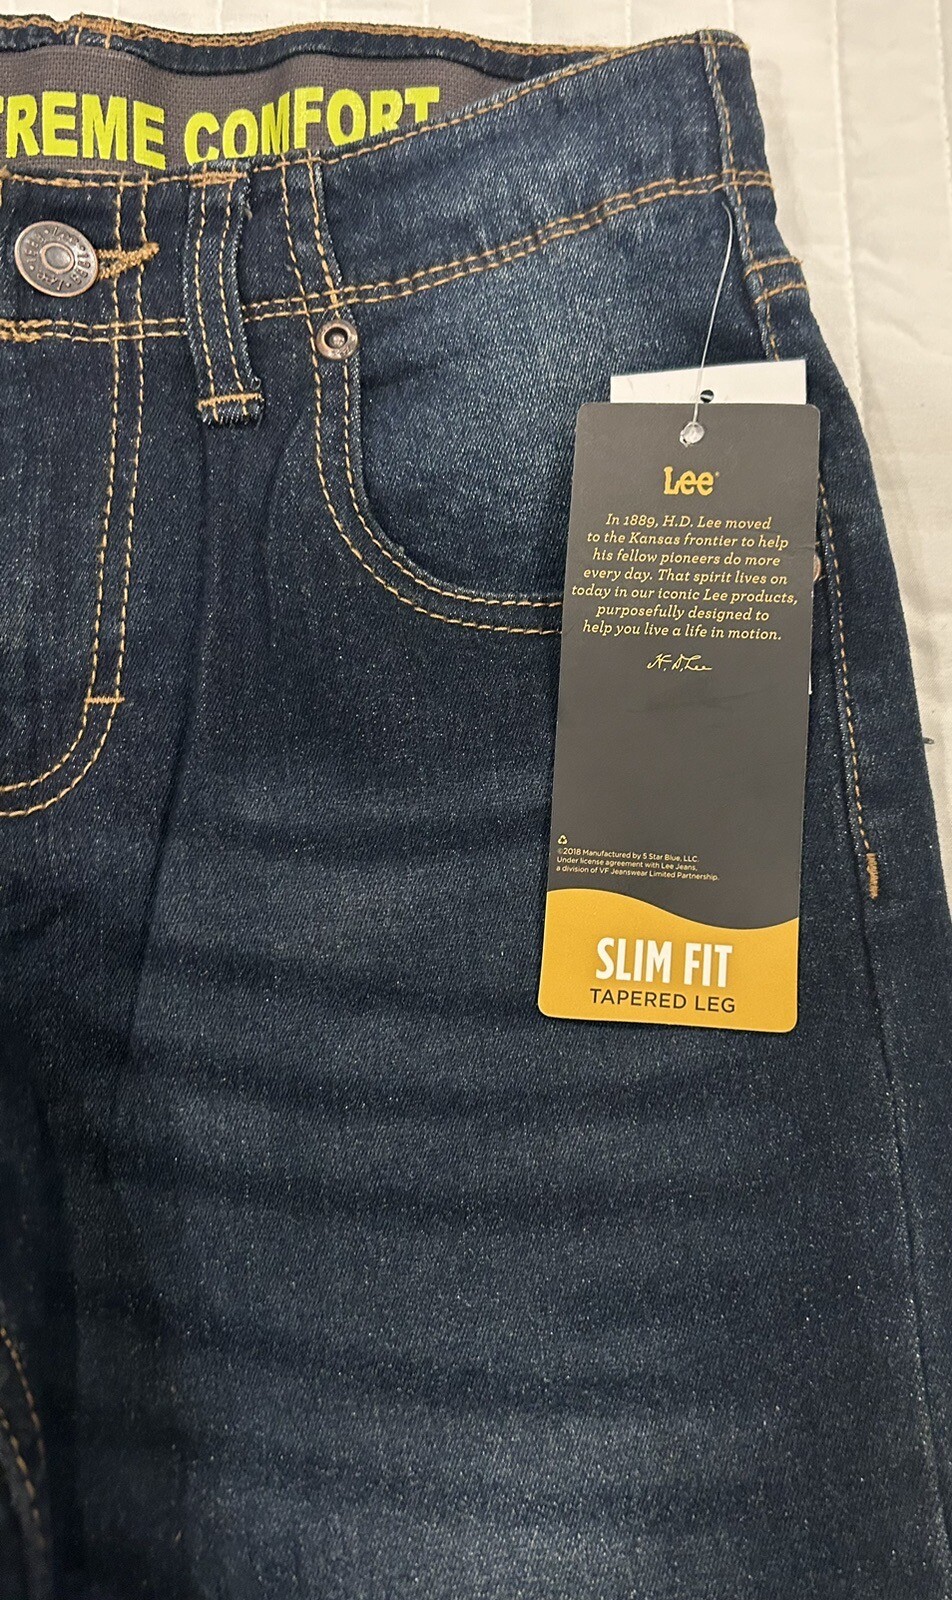 TREME COMFORT
Lee
In 1889, H.D. Lee moved
to the Kansas frontier to help
his fellow pioneers do more
every day. That spirit lives on
today in our iconic Lee products,
purposefully designed to
help you live a life in motion.
H.D. Lee
©2018 Manufactured by 5 Star Blue, LLC.
Under license agreement with Lee Jeans,
a division of VF Jeanswear Limited Partnership.
SLIM FIT
TAPERED LEG